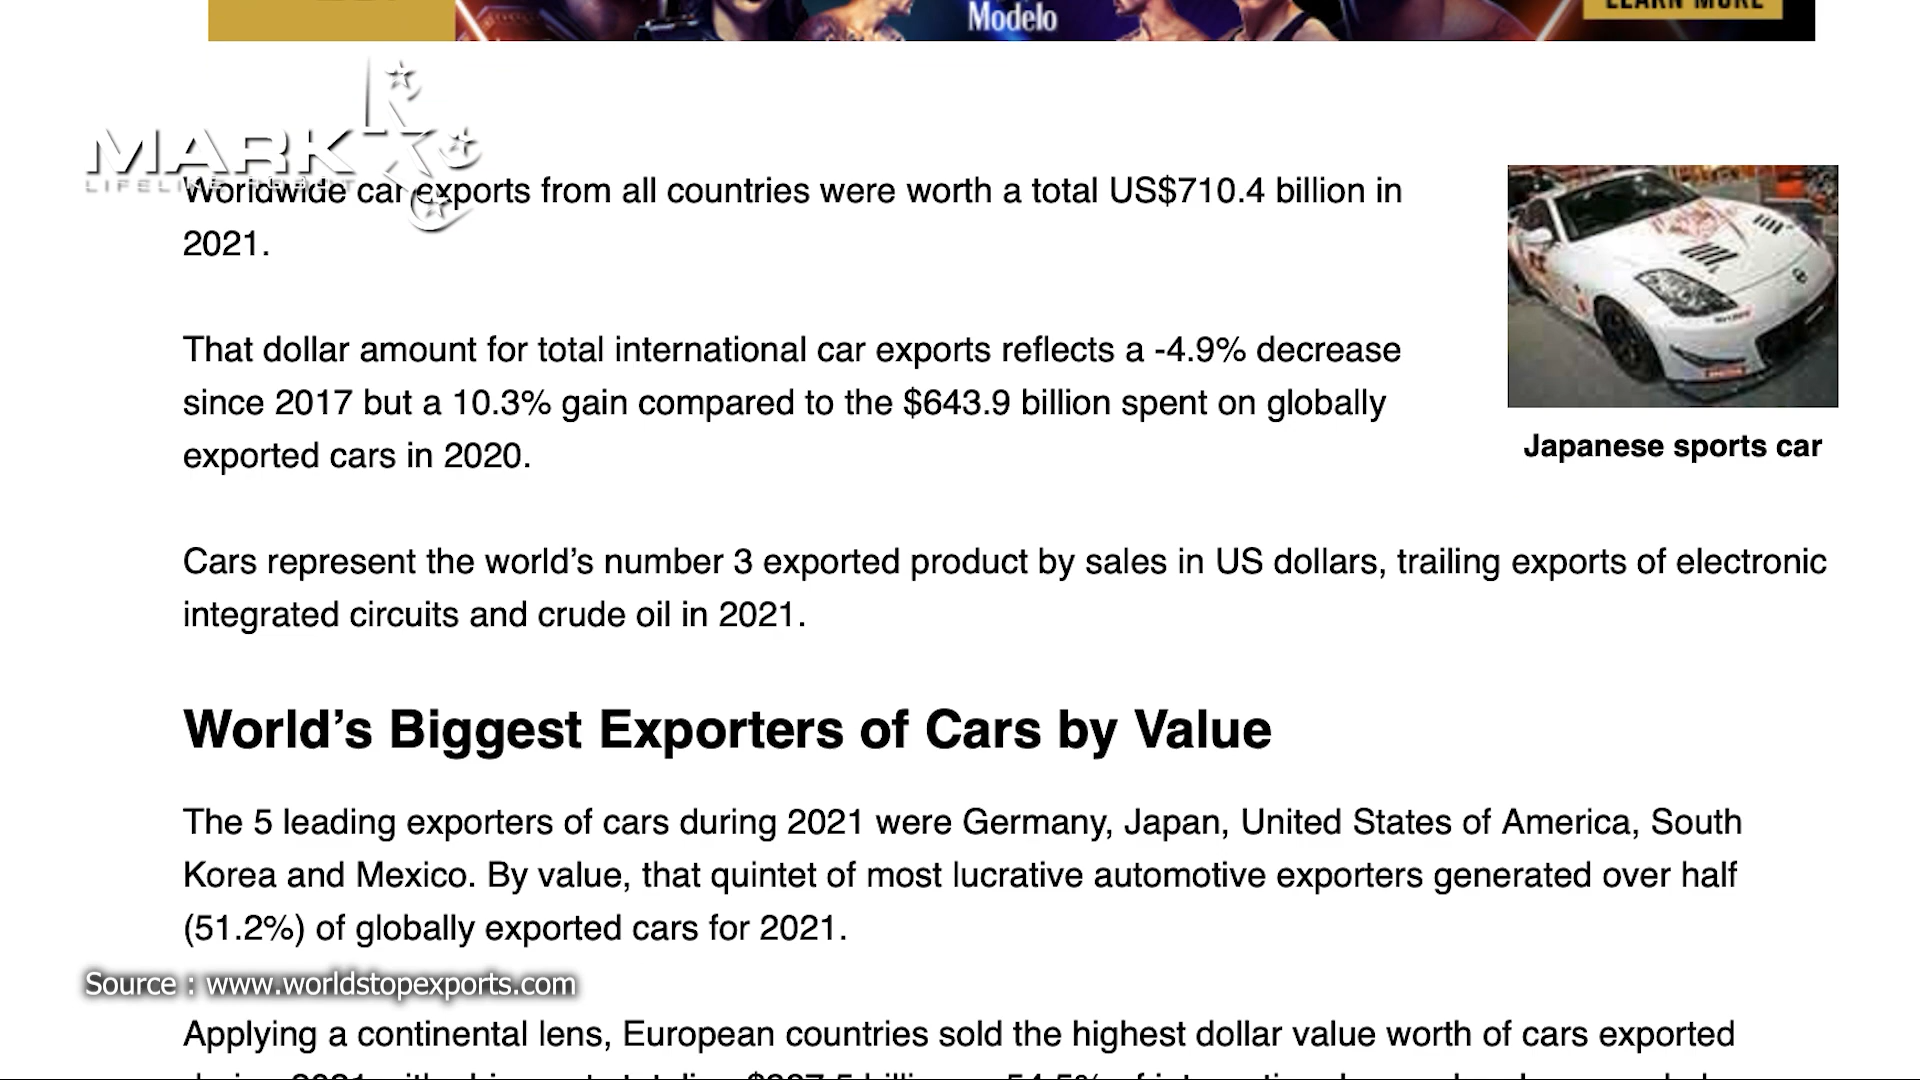 Modelo
LEARN MORE
MARK
LIFELIKE ROBOT
Worldwide car exports from all countries were worth a total US$710.4 billion in
2021.
That dollar amount for total international car exports reflects a -4.9% decrease
since 2017 but a 10.3% gain compared to the $643.9 billion spent on globally
exported cars in 2020.
Japanese sports car
Cars represent the world’s number 3 exported product by sales in US dollars, trailing exports of electronic
integrated circuits and crude oil in 2021.
World’s Biggest Exporters of Cars by Value
The 5 leading exporters of cars during 2021 were Germany, Japan, United States of America, South
Korea and Mexico. By value, that quintet of most lucrative automotive exporters generated over half
(51.2%) of globally exported cars for 2021.
Source : www.worldstopexports.com
Applying a continental lens, European countries sold the highest dollar value worth of cars exported